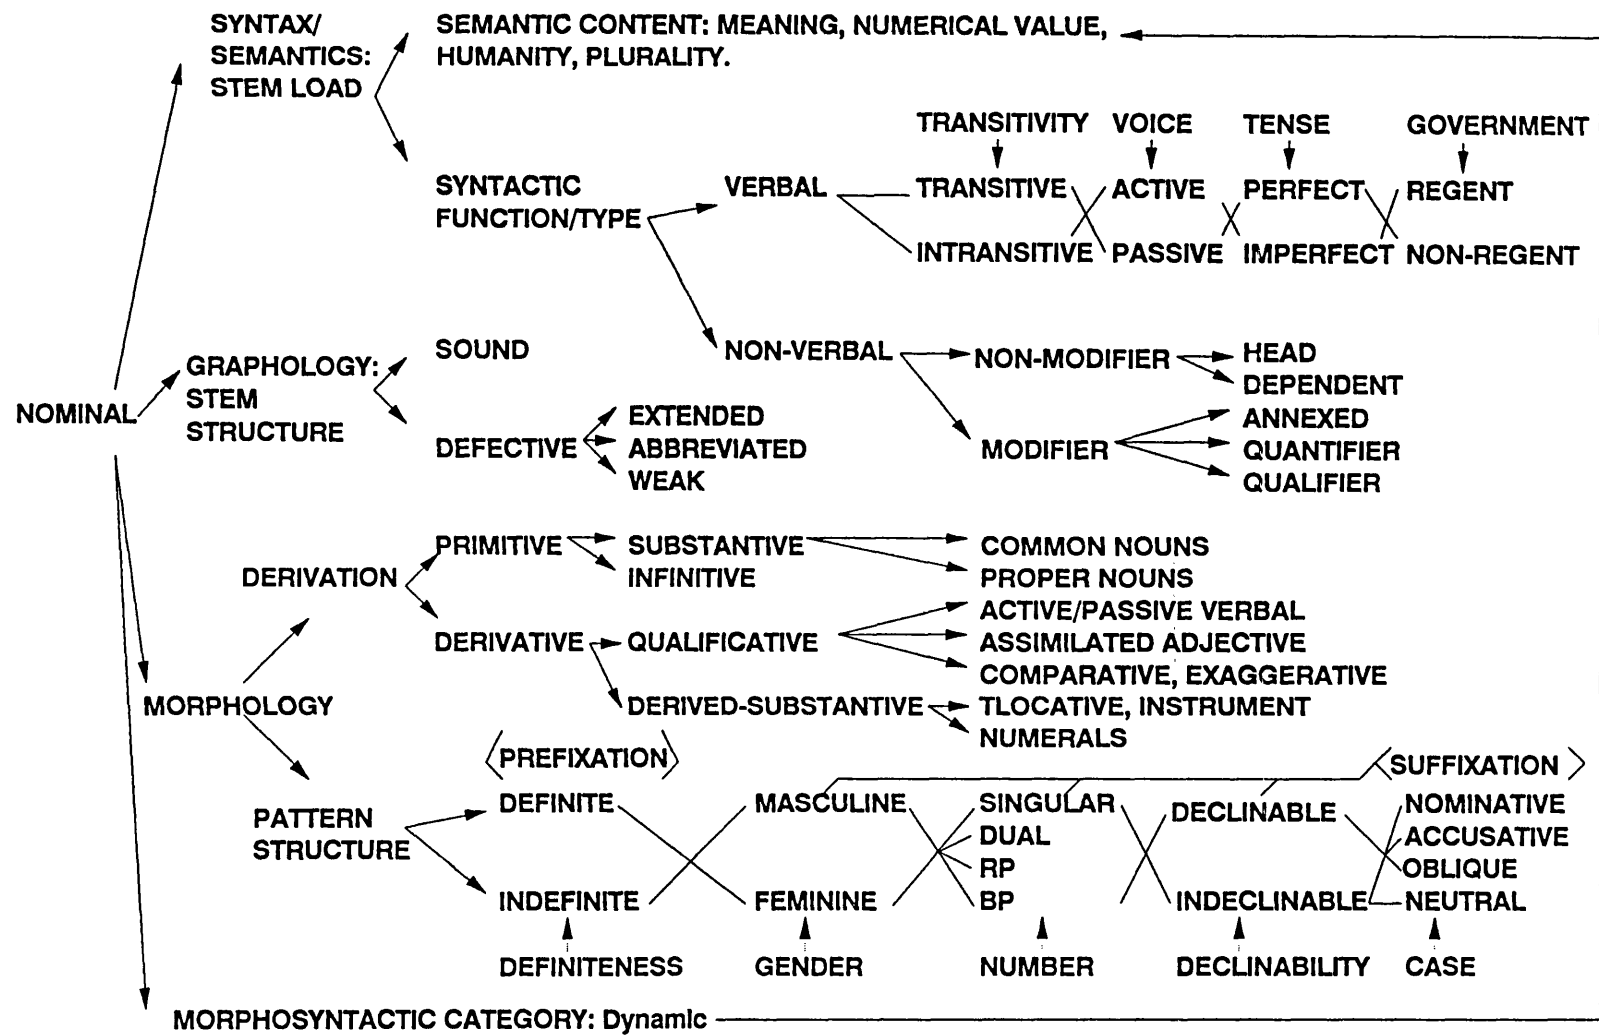 SYNTAX/
SEMANTICS:
STEM LOAD
SEMANTIC CONTENT: MEANING, NUMERICAL VALUE,
HUMANITY, PLURALITY.
TRANSITIVITY VOICE TENSE GOVERNMENT
SYNTACTIC
FUNCTION/TYPE
VERBAL
TRANSITIVE ACTIVE PERFECT REGENT
INTRANSITIVE PASSIVE IMPERFECT NON-REGENT
NOMINAL
GRAPHOLOGY:
STEM
STRUCTURE
SOUND
DEFECTIVE
EXTENDED
ABBREVIATED
WEAK
NON-VERBAL
NON-MODIFIER
HEAD
DEPENDENT
MODIFIER
ANNEXED
QUANTIFIER
QUALIFIER
MORPHOLOGY
DERIVATION
PRIMITIVE
SUBSTANTIVE
INFINITIVE
COMMON NOUNS
PROPER NOUNS
DERIVATIVE
QUALIFICATIVE
ACTIVE/PASSIVE VERBAL
ASSIMILATED ADJECTIVE
COMPARATIVE, EXAGGERATIVE
DERIVED-SUBSTANTIVE
TLOCATIVE, INSTRUMENT
NUMERALS
PATTERN
STRUCTURE
PREFIXATION
SUFFIXATION
DEFINITE
INDEFINITE
MASCULINE
FEMININE
SINGULAR
DUAL
RP
BP
DECLINABLE
INDECLINABLE
NOMINATIVE
ACCUSATIVE
OBLIQUE
NEUTRAL
DEFINITENESS GENDER NUMBER DECLINABILITY CASE
MORPHOSYNTACTIC CATEGORY: Dynamic